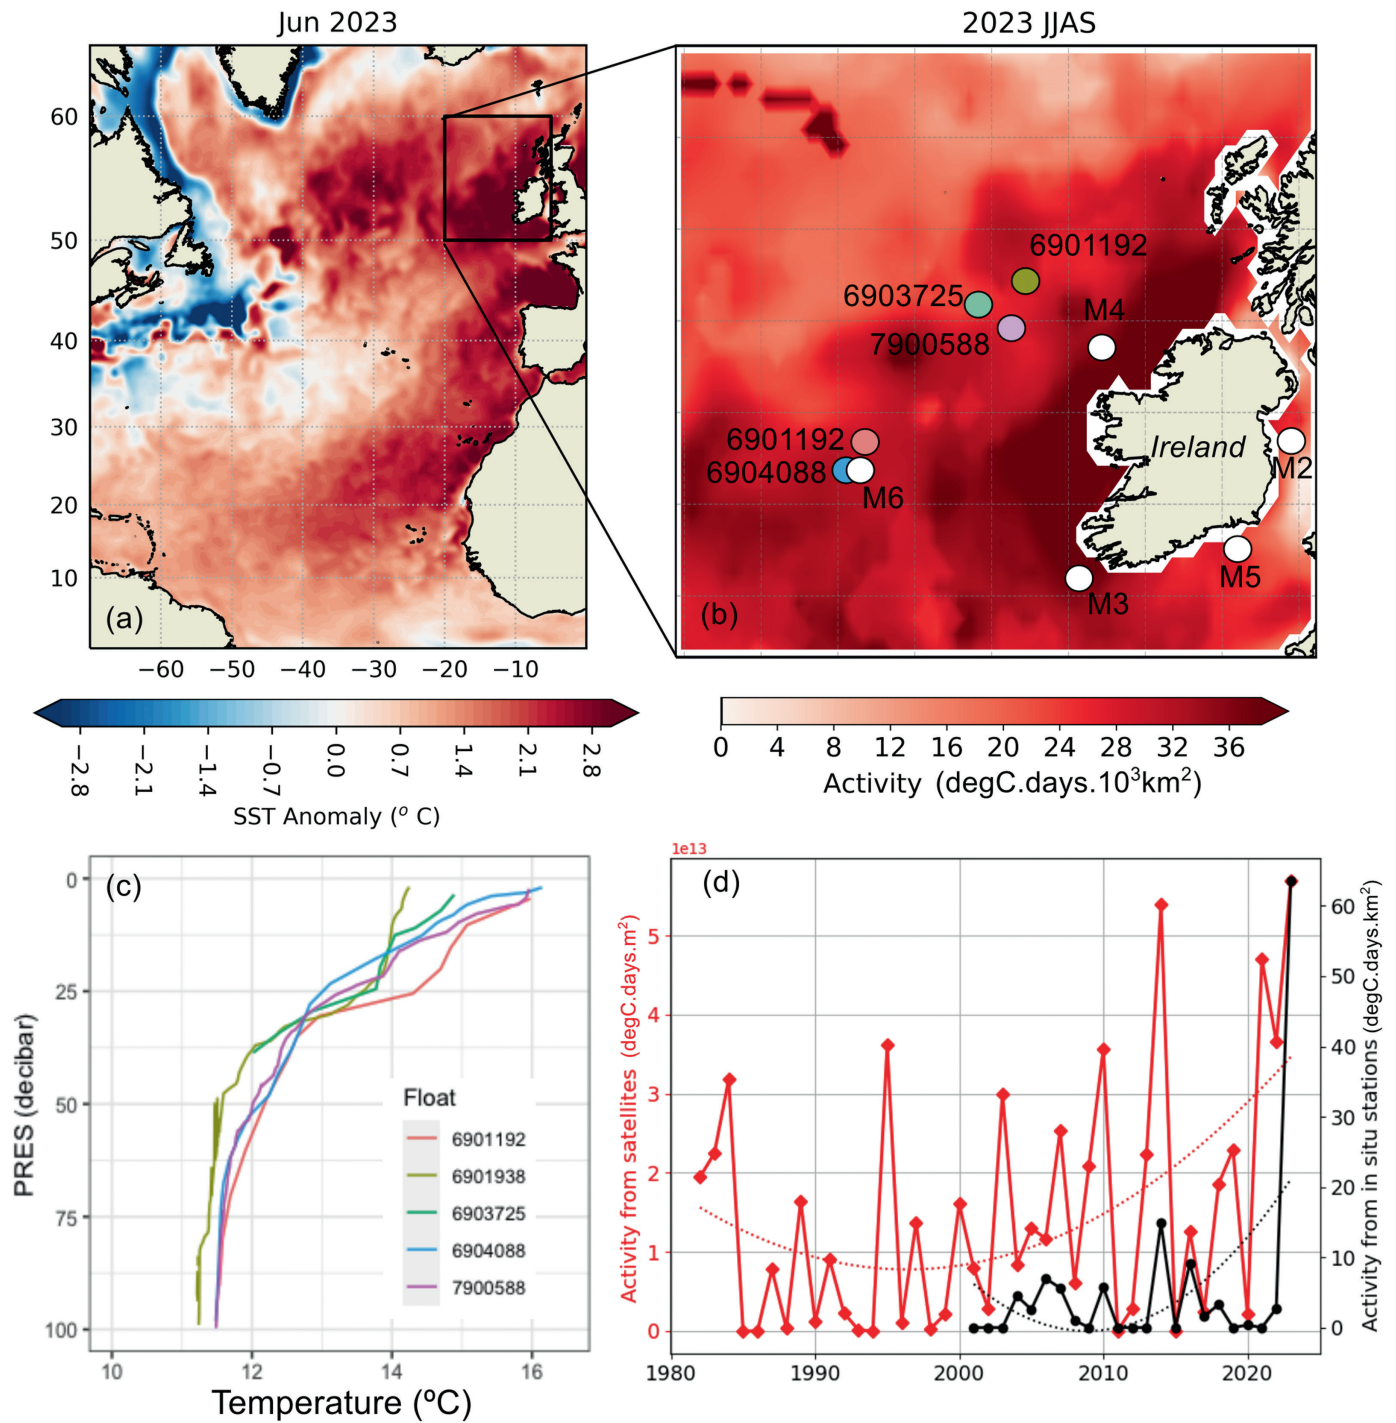 Jun 2023
2023 JJAS
60
50
40
30
20
10
(a)
−60 −50 −40 −30 −20 −10
−2.8 −2.1 −1.4 −0.7 0.0 0.7 1.4 2.1 2.8
SST Anomaly (° C)
6901192
6903725
M4
7900588
6901192
Ireland
6904088
M2
M6
M5
M3
(b)
0 4 8 12 16 20 24 28 32 36
Activity (degC.days.10³km²)
(c)
0
25
50
75
100
PRES (decibar)
Float
6901192
6901938
6903725
6904088
7900588
10 12 14 16
Temperature (ºC)
1e13
(d)
5
4
3
2
1
0
Activity from satellites (degC.days.m²)
60
50
40
30
20
10
0
Activity from in situ stations (degC.days.km²)
1980 1990 2000 2010 2020